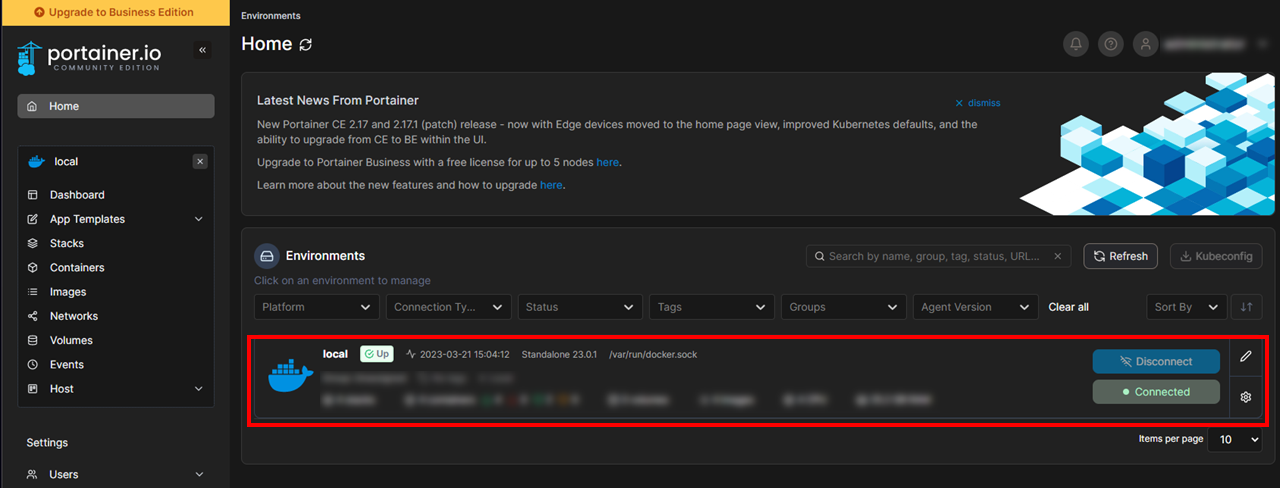 Upgrade to Business Edition
portainer.io
COMMUNITY EDITION
Home
local
Dashboard
App Templates
Stacks
Containers
Images
Networks
Volumes
Events
Host
Settings
Users
Environments
Home
Latest News From Portainer
dismiss
New Portainer CE 2.17 and 2.17.1 (patch) release - now with Edge devices moved to the home page view, improved Kubernetes defaults, and the
ability to upgrade from CE to BE within the UI.
Upgrade to Portainer Business with a free license for up to 5 nodes here.
Learn more about the new features and how to upgrade here.
Environments
Search by name, group, tag, status, URL...
Refresh
Kubeconfig
Click on an environment to manage
Platform Connection Ty... Status Tags Groups Agent Version Clear all Sort By
local Up 2023-03-21 15:04:12 Standalone 23.0.1 /var/run/docker.sock
Disconnect
Connected
Items per page 10